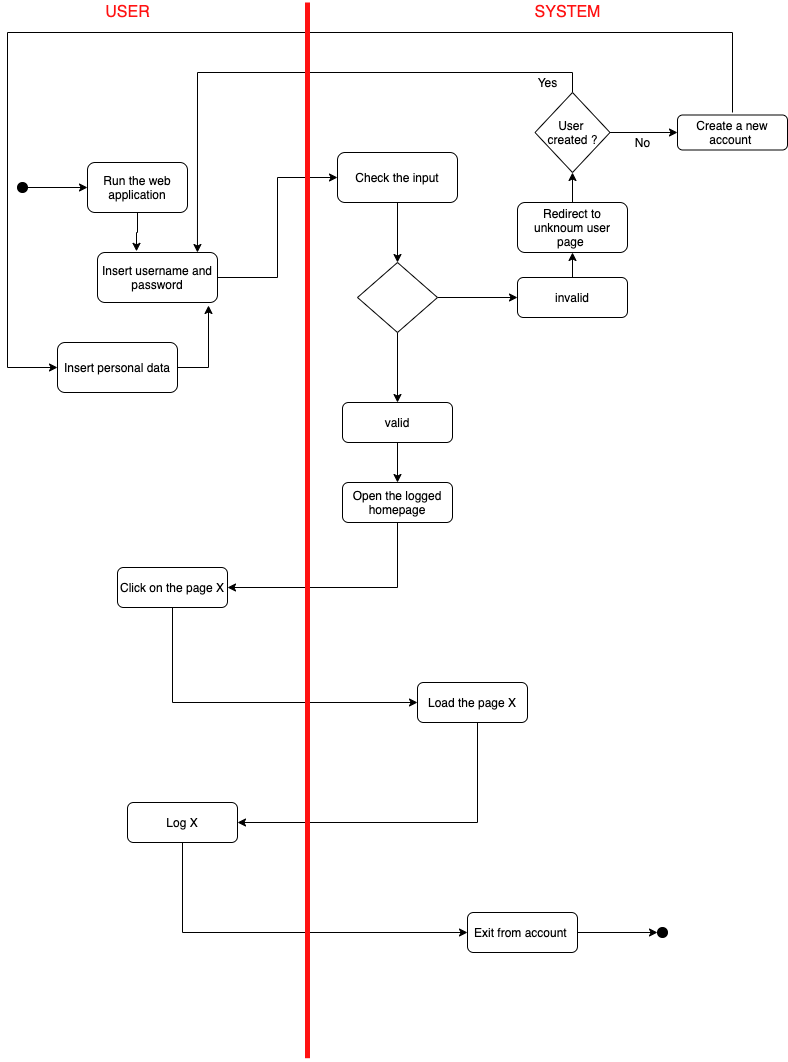 USER
SYSTEM
Yes
User
created ?
No
Create a new
account
Run the web
application
Check the input
Redirect to
unknoum user
page
Insert username and
password
invalid
Insert personal data
valid
Open the logged
homepage
Click on the page X
Load the page X
Log X
Exit from account